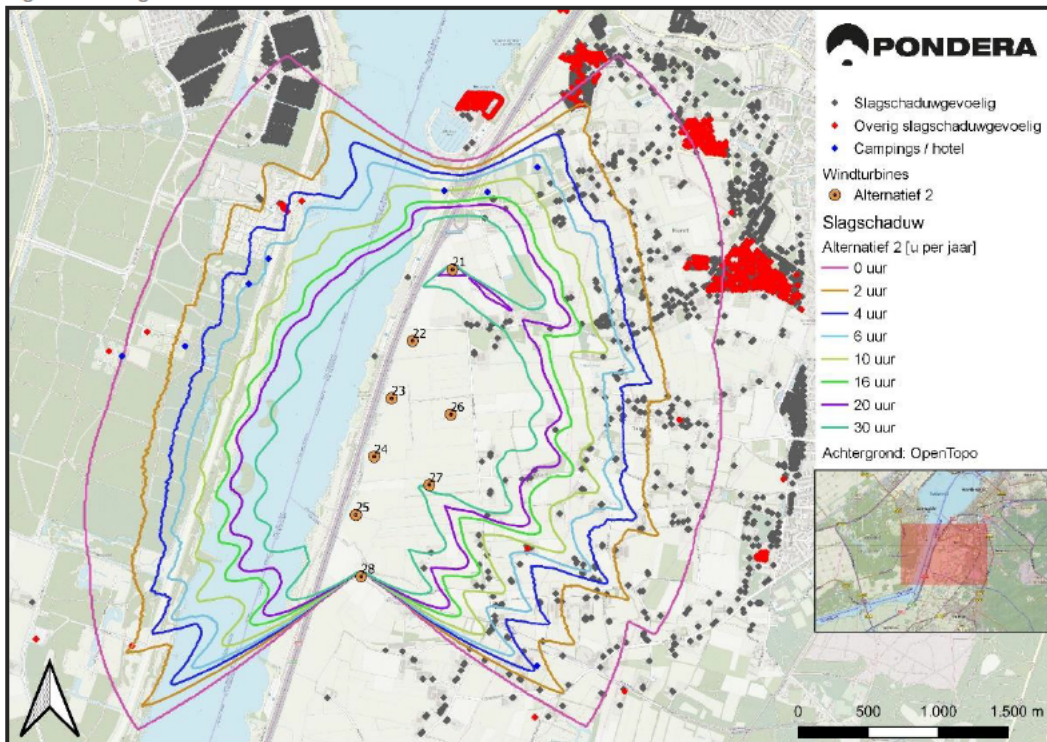 PONDERA
Slagschaduwgevoelig
Overig slagschaduwgevoelig
Campings / hotel
Windturbines
Alternatief 2
Slagschaduw
Alternatief 2 [u per jaar]
0 uur
2 uur
4 uur
6 uur
10 uur
16 uur
20 uur
30 uur
Achtergrond: OpenTopo
21
22
23
26
24
27
25
28
0 500 1.000 1.500 m